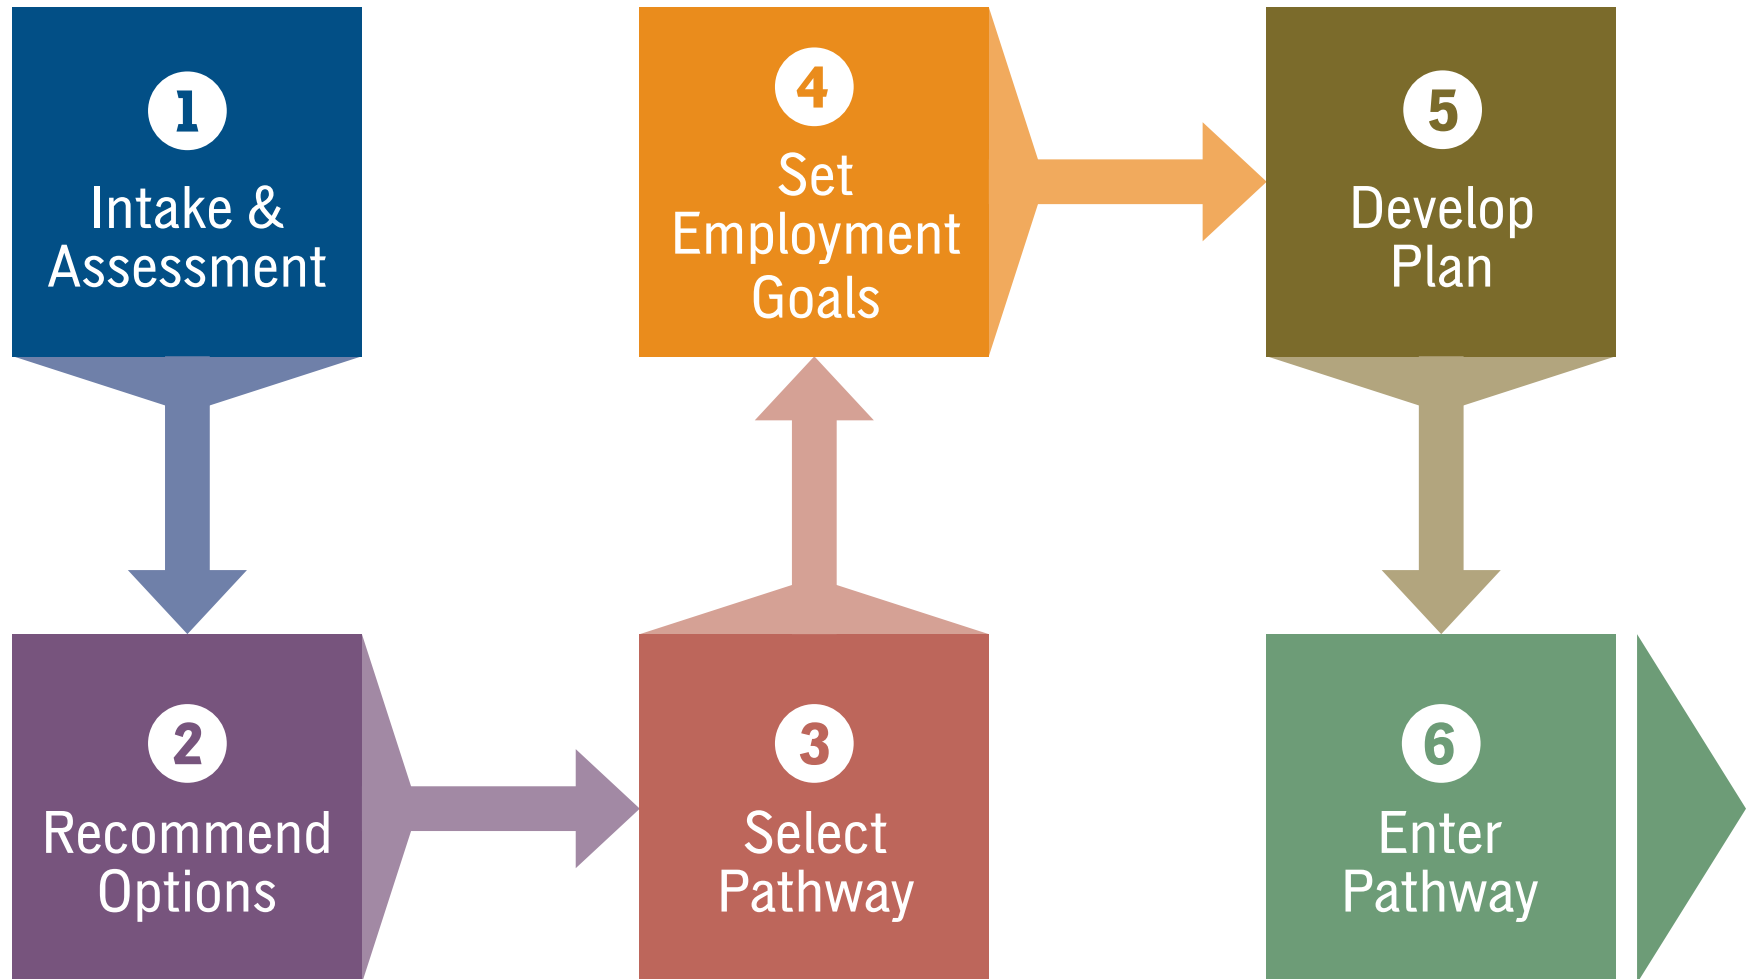 1
Intake &
Assessment
2
Recommend
Options
3
Select
Pathway
4
Set
Employment
Goals
5
Develop
Plan
6
Enter
Pathway